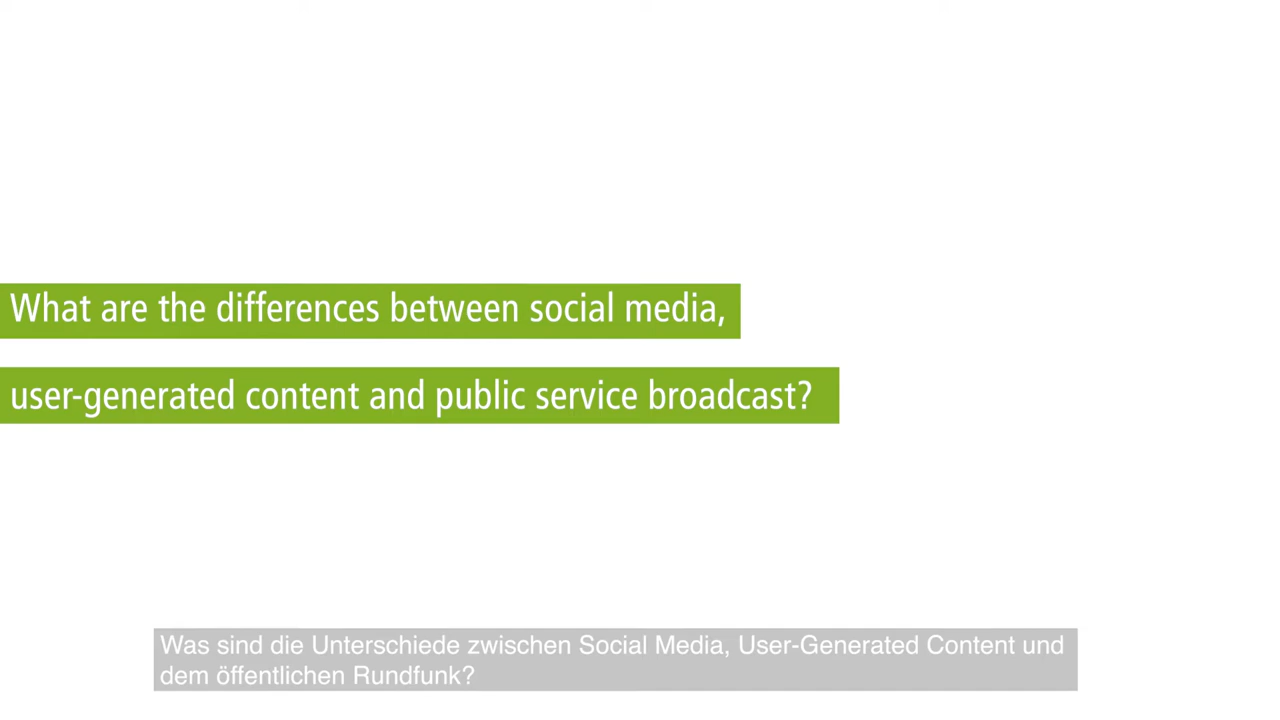 What are the differences between social media,
user-generated content and public service broadcast?
Was sind die Unterschiede zwischen Social Media, User-Generated Content und
dem öffentlichen Rundfunk?